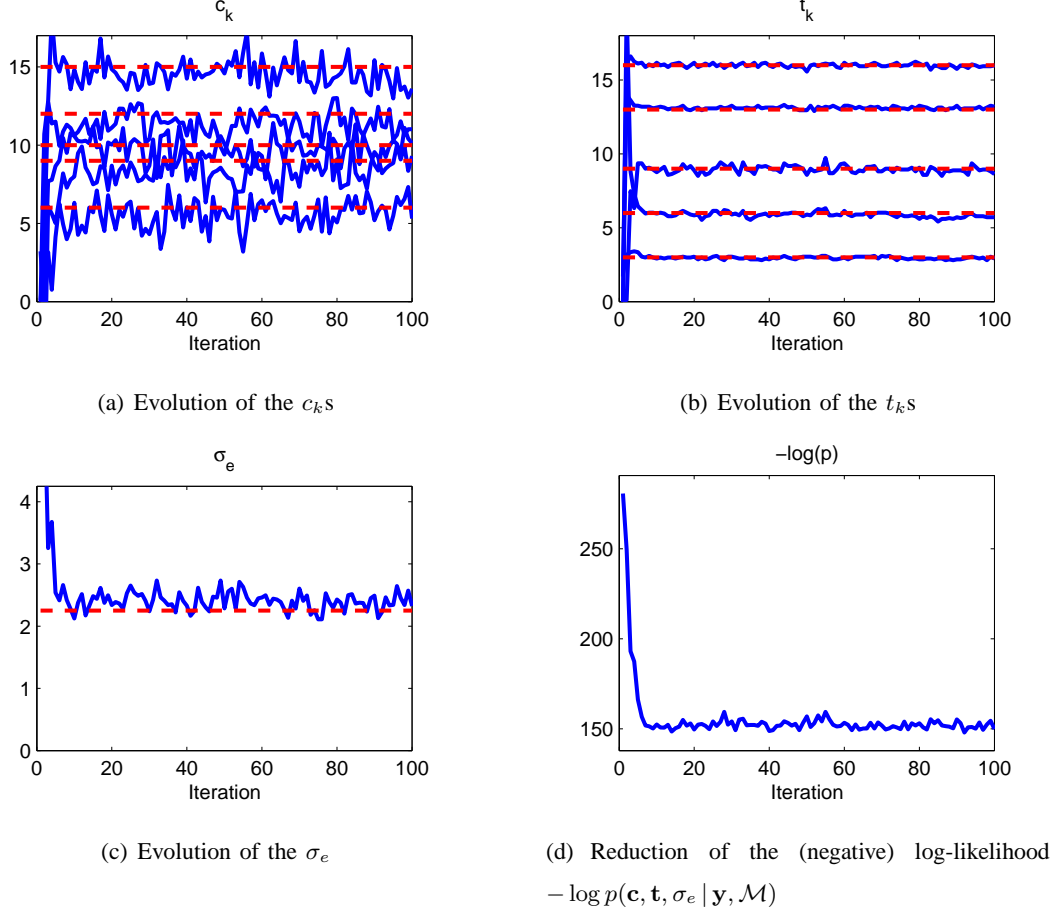 c_k
15
10
5
0
0 20 40 60 80 100
Iteration
(a) Evolution of the c_k s
t_k
15
10
5
0
0 20 40 60 80 100
Iteration
(b) Evolution of the t_k s
σ_e
4
3
2
1
0
0 20 40 60 80 100
Iteration
(c) Evolution of the σ_e
−log(p)
250
200
150
0 20 40 60 80 100
Iteration
(d) Reduction of the (negative) log-likelihood
− log p(c, t, σ_e | y, M)